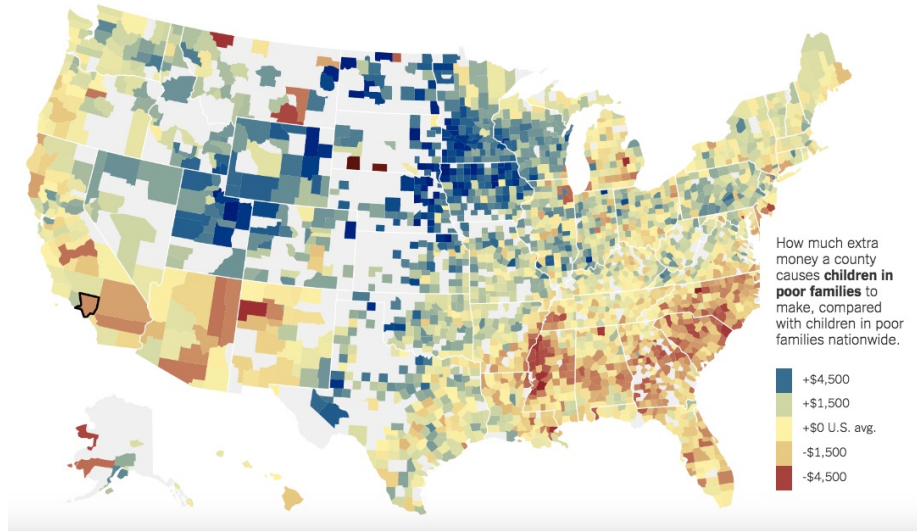 How much extra
money a county
causes children in
poor families to
make, compared
with children in poor
families nationwide.
+$4,500
+$1,500
+$0 U.S. avg.
-$1,500
-$4,500